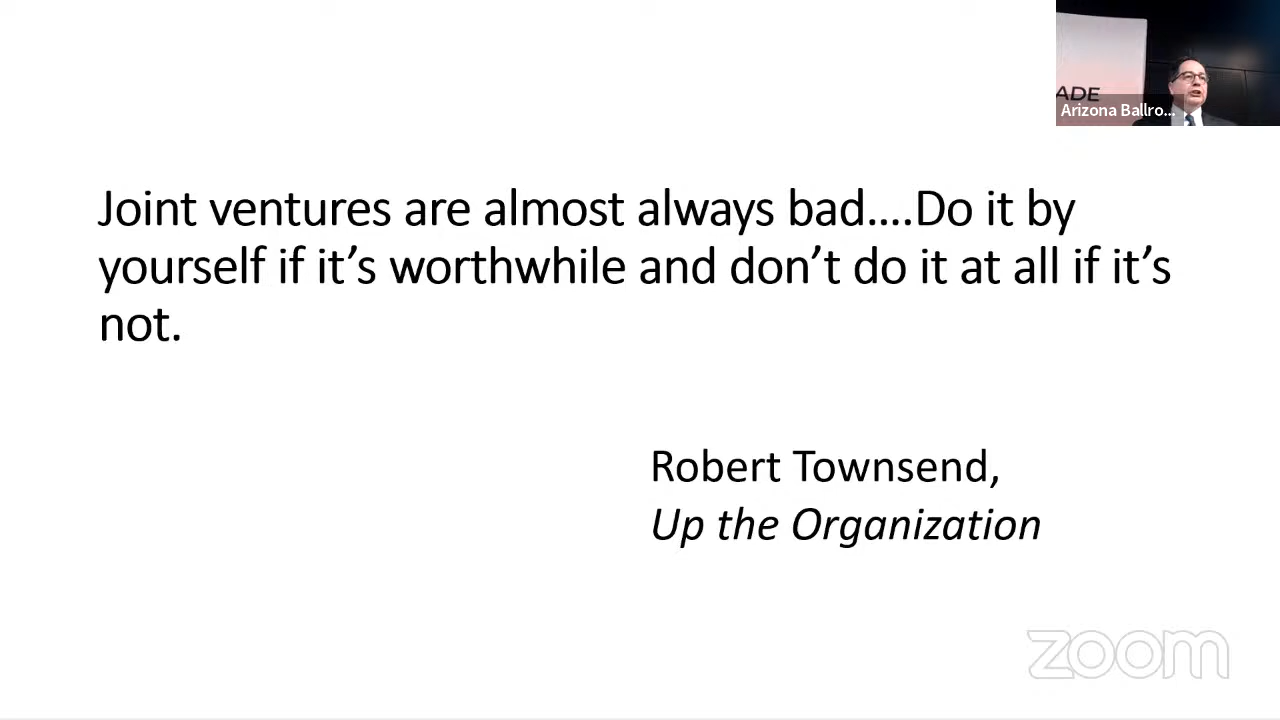 ADE
Arizona Ballro...
Joint ventures are almost always bad....Do it by
yourself if it’s worthwhile and don’t do it at all if it’s
not.
Robert Townsend,
Up the Organization
zoom